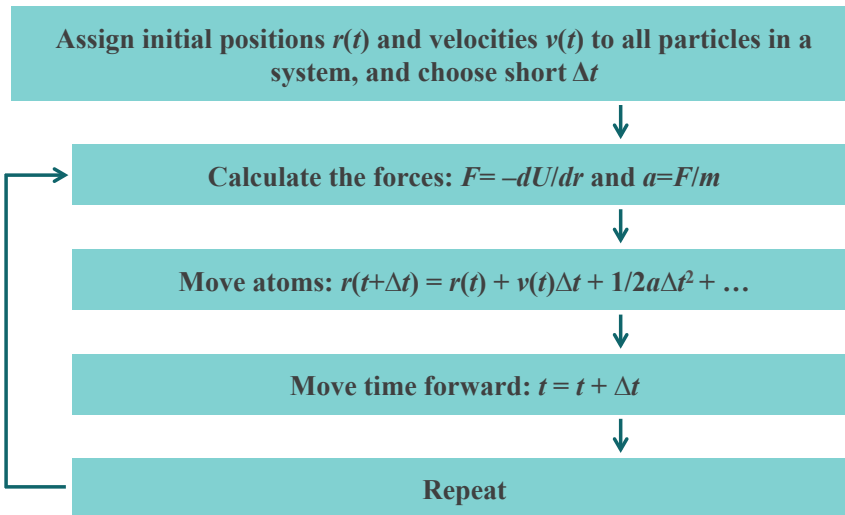 Assign initial positions r(t) and velocities v(t) to all particles in a
system, and choose short Δt
Calculate the forces: F= –dU/dr and a=F/m
Move atoms: r(t+Δt) = r(t) + v(t)Δt + 1/2aΔt² + …
Move time forward: t = t + Δt
Repeat